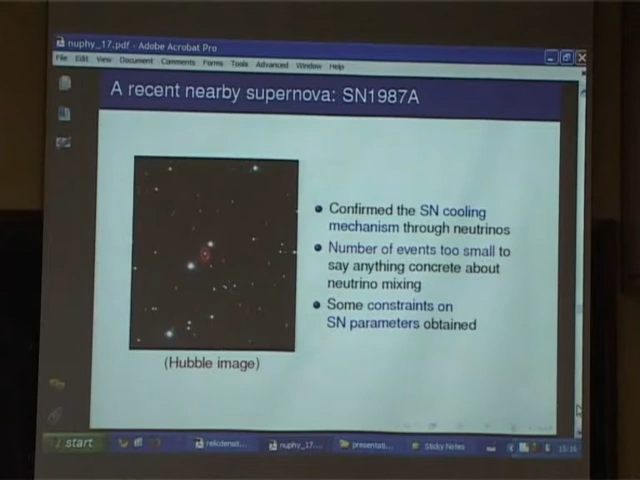 nuphy_17.pdf - Adobe Acrobat Pro
File Edit View Document Comments Forms Tools Advanced Window Help
A recent nearby supernova: SN1987A
Confirmed the SN cooling
mechanism through neutrinos
Number of events too small to
say anything concrete about
neutrino mixing
Some constraints on
SN parameters obtained
(Hubble image)
start
nuphy_17....
presentati...
Sticky Notes